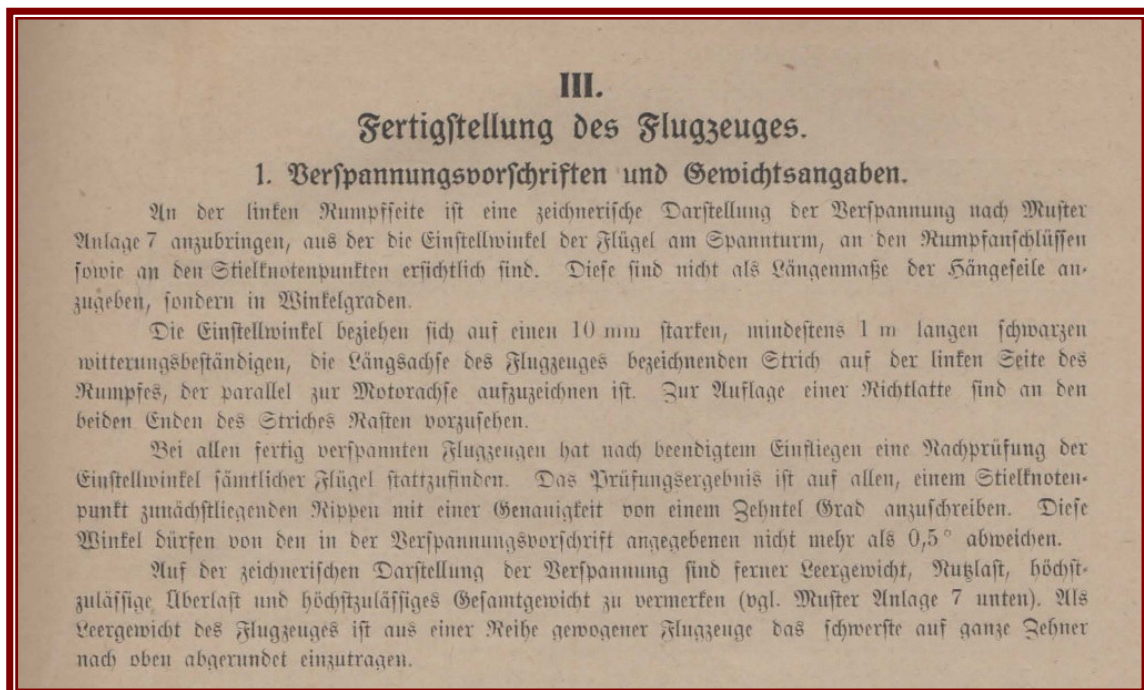 III.
Fertigstellung des Flugzeuges.
1. Verspannungsvorschriften und Gewichtsangaben.
An der linken Rumpfseite ist eine zeichnerische Darstellung der Verspannung nach Muster
Anlage 7 anzubringen, aus der die Einstellwinkel der Flügel am Spannturm, an den Rumpfanschlüssen
sowie an den Stielknotenpunkten ersichtlich sind. Diese sind nicht als Längenmaße der Hängeseile an-
zugeben, sondern in Winkelgraden.
Die Einstellwinkel beziehen sich auf einen 10 mm starken, mindestens 1 m langen schwarzen
witterungsbeständigen, die Längsachse des Flugzeuges bezeichnenden Strich auf der linken Seite des
Rumpfes, der parallel zur Motorachse aufzuzeichnen ist. Zur Auflage einer Richtlatte sind an den
beiden Enden des Striches Rasten vorzusehen.
Bei allen fertig verspannten Flugzeugen hat nach beendigtem Einfliegen eine Nachprüfung der
Einstellwinkel sämtlicher Flügel stattzufinden. Das Prüfungsergebnis ist auf allen, einem Stielknoten-
punkt zunächstliegenden Rippen mit einer Genauigkeit von einem Zehntel Grad anzuschreiben. Diese
Winkel dürfen von den in der Verspannungsvorschrift angegebenen nicht mehr als 0,5° abweichen.
Auf der zeichnerischen Darstellung der Verspannung sind ferner Leergewicht, Nutzlast, höchst-
zulässige Überlast und höchstzulässiges Gesamtgewicht zu vermerken (vgl. Muster Anlage 7 unten). Als
Leergewicht des Flugzeuges ist aus einer Reihe gewogener Flugzeuge das schwerste auf ganze Zehner
nach oben abgerundet einzutragen.